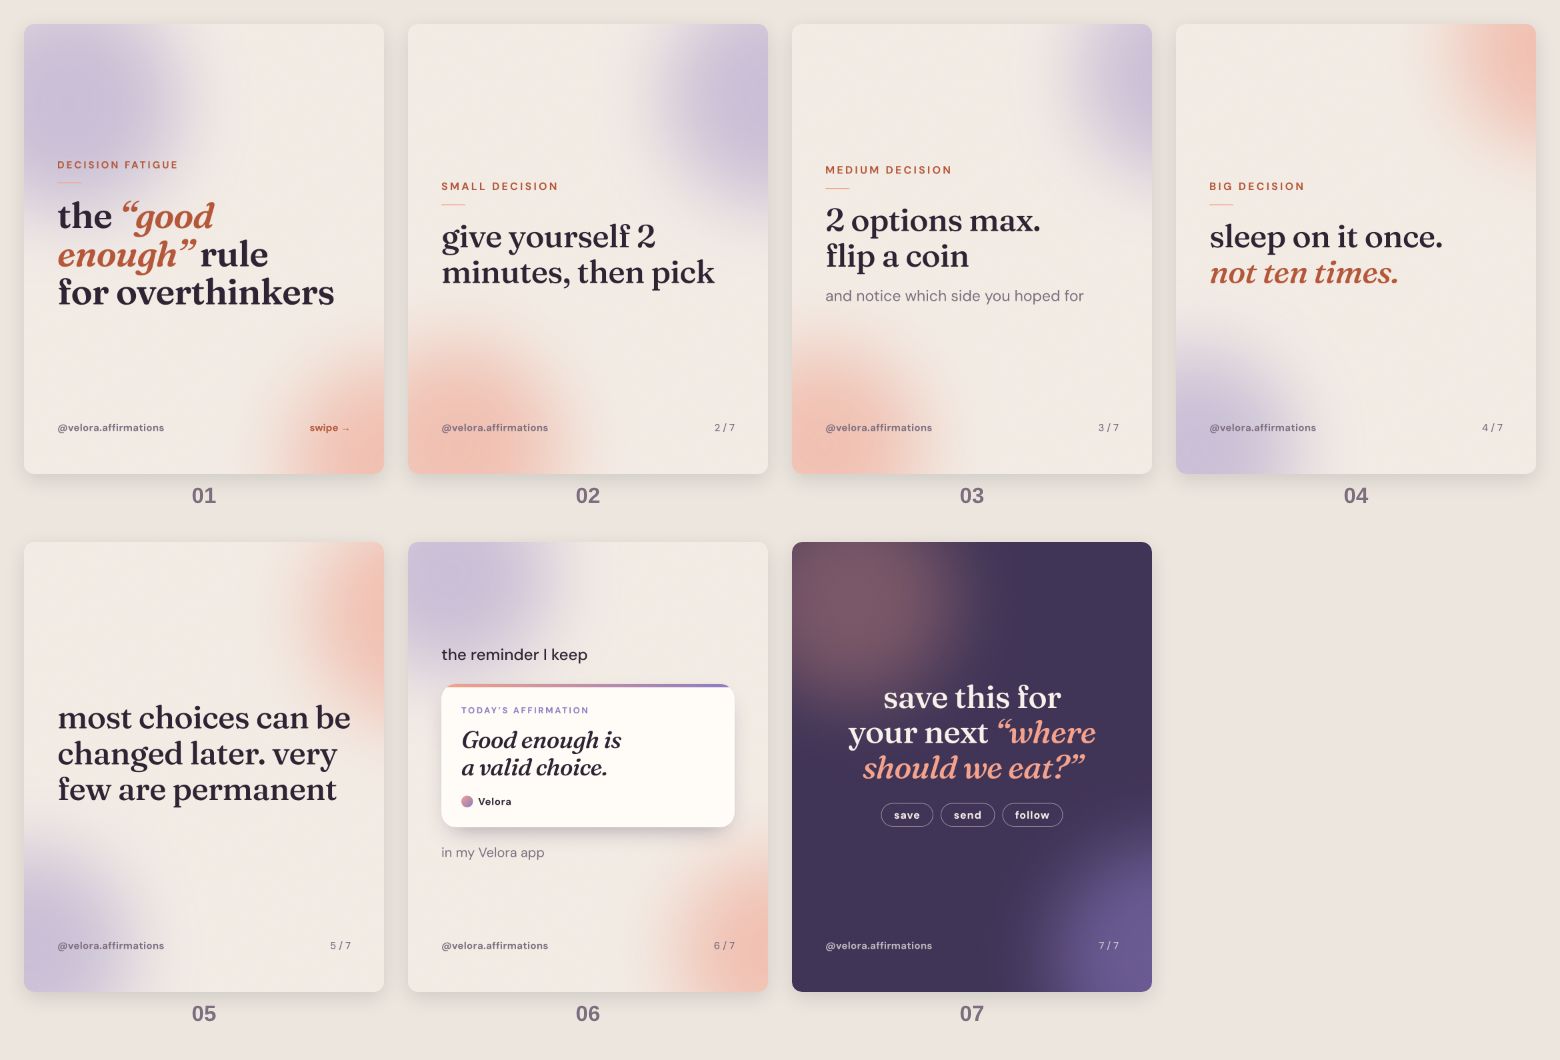 DECISION FATIGUE
the “good
enough” rule
for overthinkers
@velora.affirmations
swipe →
01
SMALL DECISION
give yourself 2
minutes, then pick
@velora.affirmations
2 / 7
02
MEDIUM DECISION
2 options max.
flip a coin
and notice which side you hoped for
@velora.affirmations
3 / 7
03
BIG DECISION
sleep on it once.
not ten times.
@velora.affirmations
4 / 7
04
most choices can be
changed later. very
few are permanent
@velora.affirmations
5 / 7
05
the reminder I keep
TODAY'S AFFIRMATION
Good enough is
a valid choice.
Velora
in my Velora app
@velora.affirmations
6 / 7
06
save this for
your next “where
should we eat?”
save
send
follow
@velora.affirmations
7 / 7
07